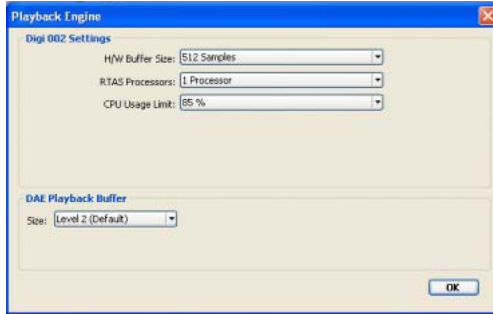 Playback Engine
Digi 002 Settings
H/W Buffer Size: 512 Samples
RTAS Processors: 1 Processor
CPU Usage Limit: 85 %
DAE Playback Buffer
Size: Level 2 (Default)
OK